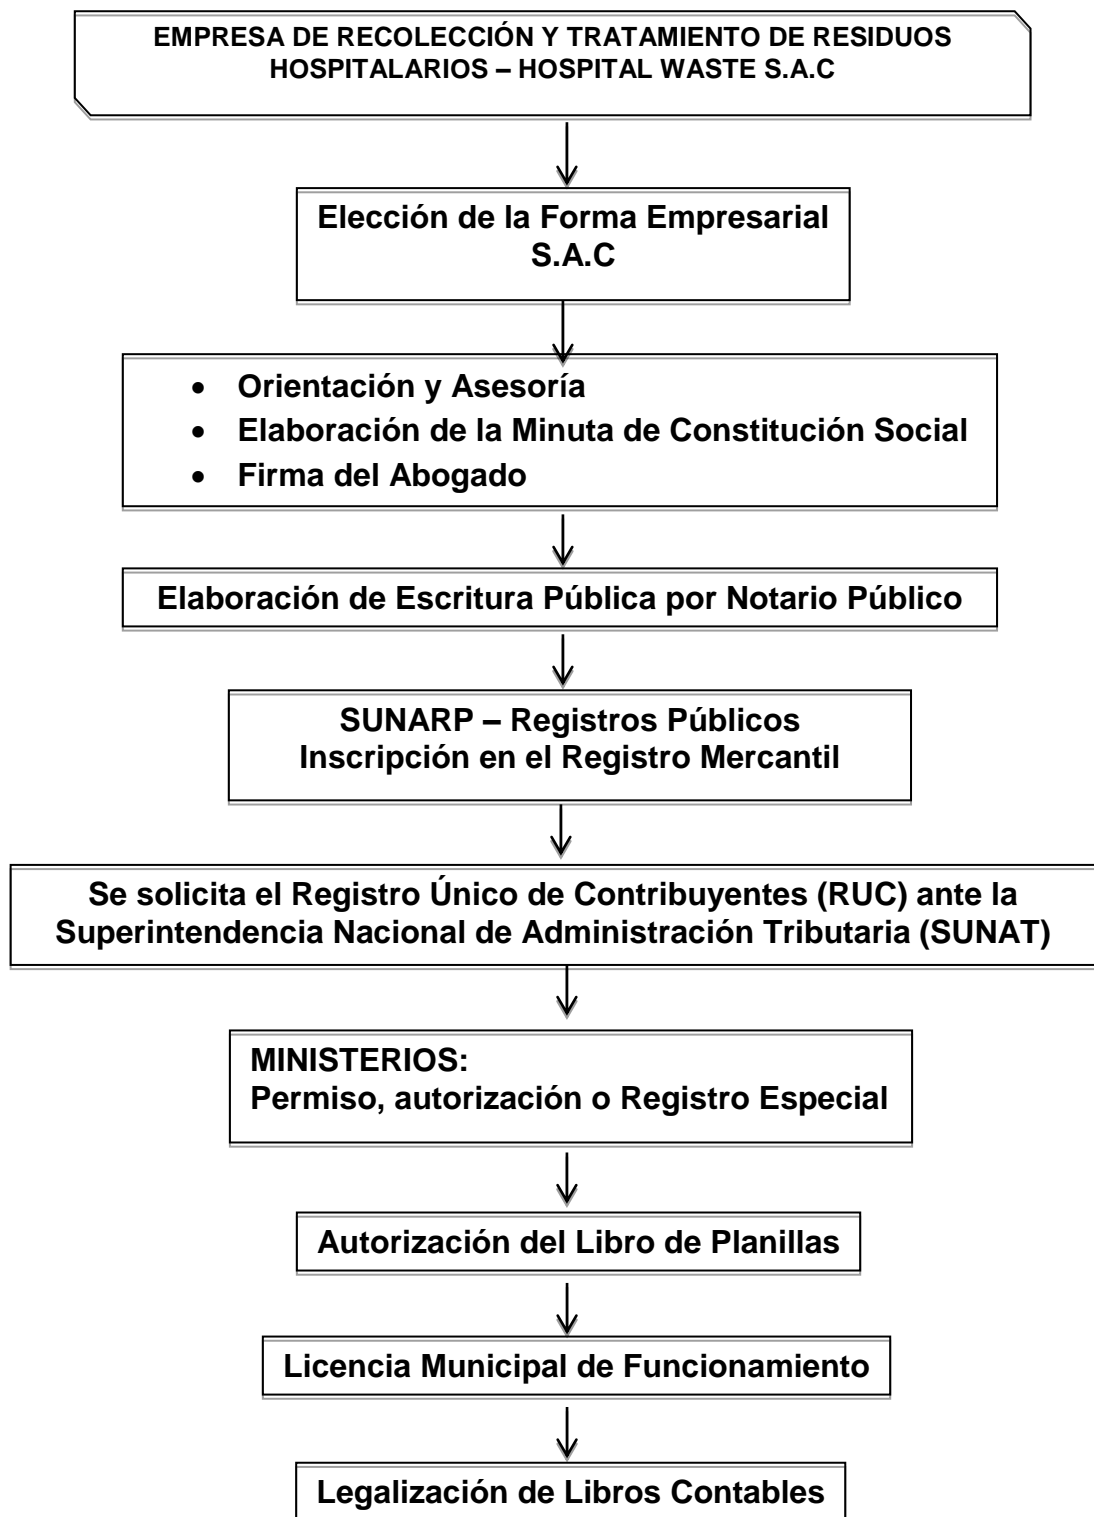 EMPRESA DE RECOLECCIÓN Y TRATAMIENTO DE RESIDUOS
HOSPITALARIOS – HOSPITAL WASTE S.A.C
Elección de la Forma Empresarial
S.A.C
• Orientación y Asesoría
• Elaboración de la Minuta de Constitución Social
• Firma del Abogado
Elaboración de Escritura Pública por Notario Público
SUNARP – Registros Públicos
Inscripción en el Registro Mercantil
Se solicita el Registro Único de Contribuyentes (RUC) ante la
Superintendencia Nacional de Administración Tributaria (SUNAT)
MINISTERIOS:
Permiso, autorización o Registro Especial
Autorización del Libro de Planillas
Licencia Municipal de Funcionamiento
Legalización de Libros Contables